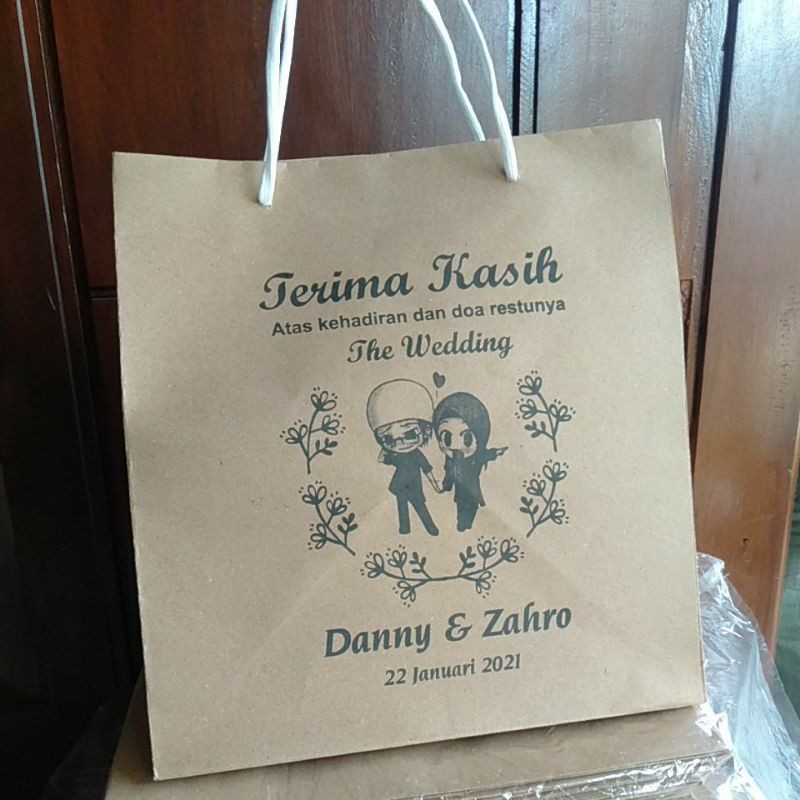 Terima Kasih
Atas kehadiran dan doa restunya
The Wedding
Danny & Zahro
22 Januari 2021